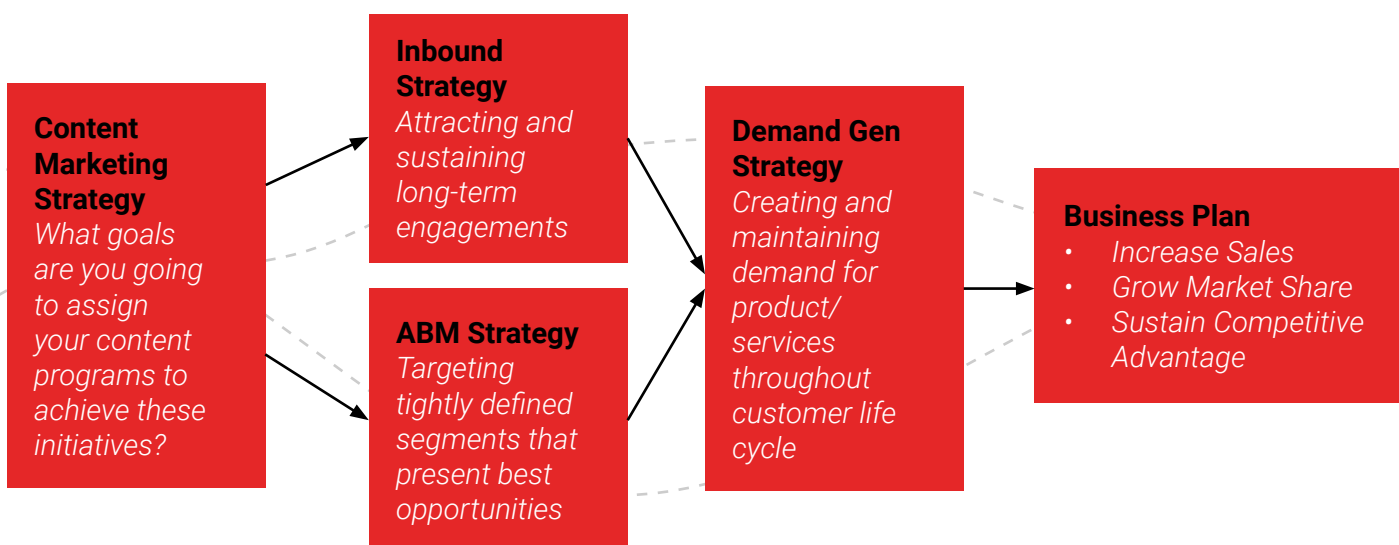 Content
Marketing
Strategy
What goals
are you going
to assign
your content
programs to
achieve these
initiatives?
Inbound
Strategy
Attracting and
sustaining
long-term
engagements
ABM Strategy
Targeting
tightly defined
segments that
present best
opportunities
Demand Gen
Strategy
Creating and
maintaining
demand for
product/
services
throughout
customer life
cycle
Business Plan
• Increase Sales
• Grow Market Share
• Sustain Competitive
Advantage